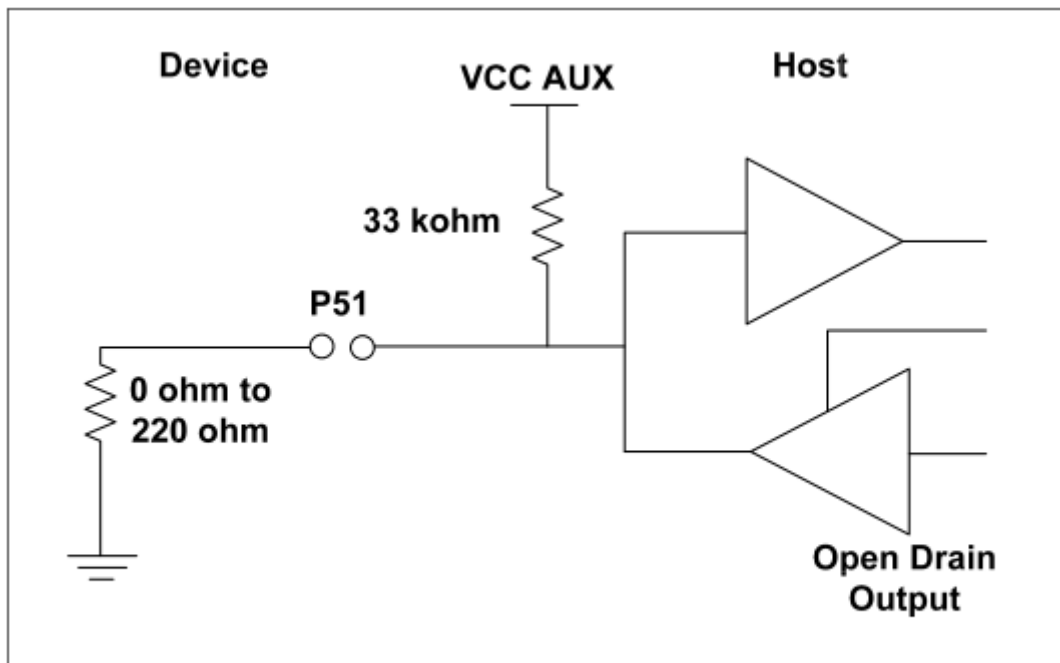 Device
VCC AUX
Host
33 kohm
P51
0 ohm to
220 ohm
Open Drain
Output